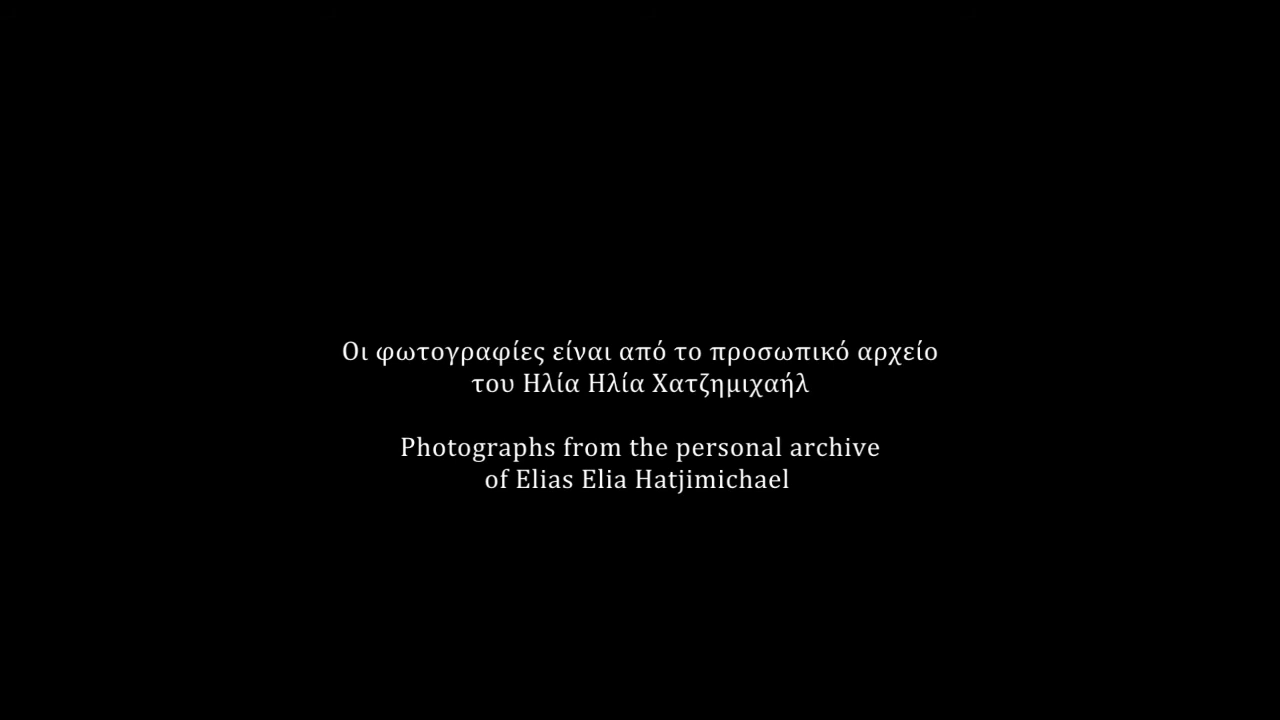 Οι φωτογραφίες είναι από το προσωπικό αρχείο
του Ηλία Ηλία Χατζημιχαήλ
Photographs from the personal archive
of Elias Elia Hatjimichael